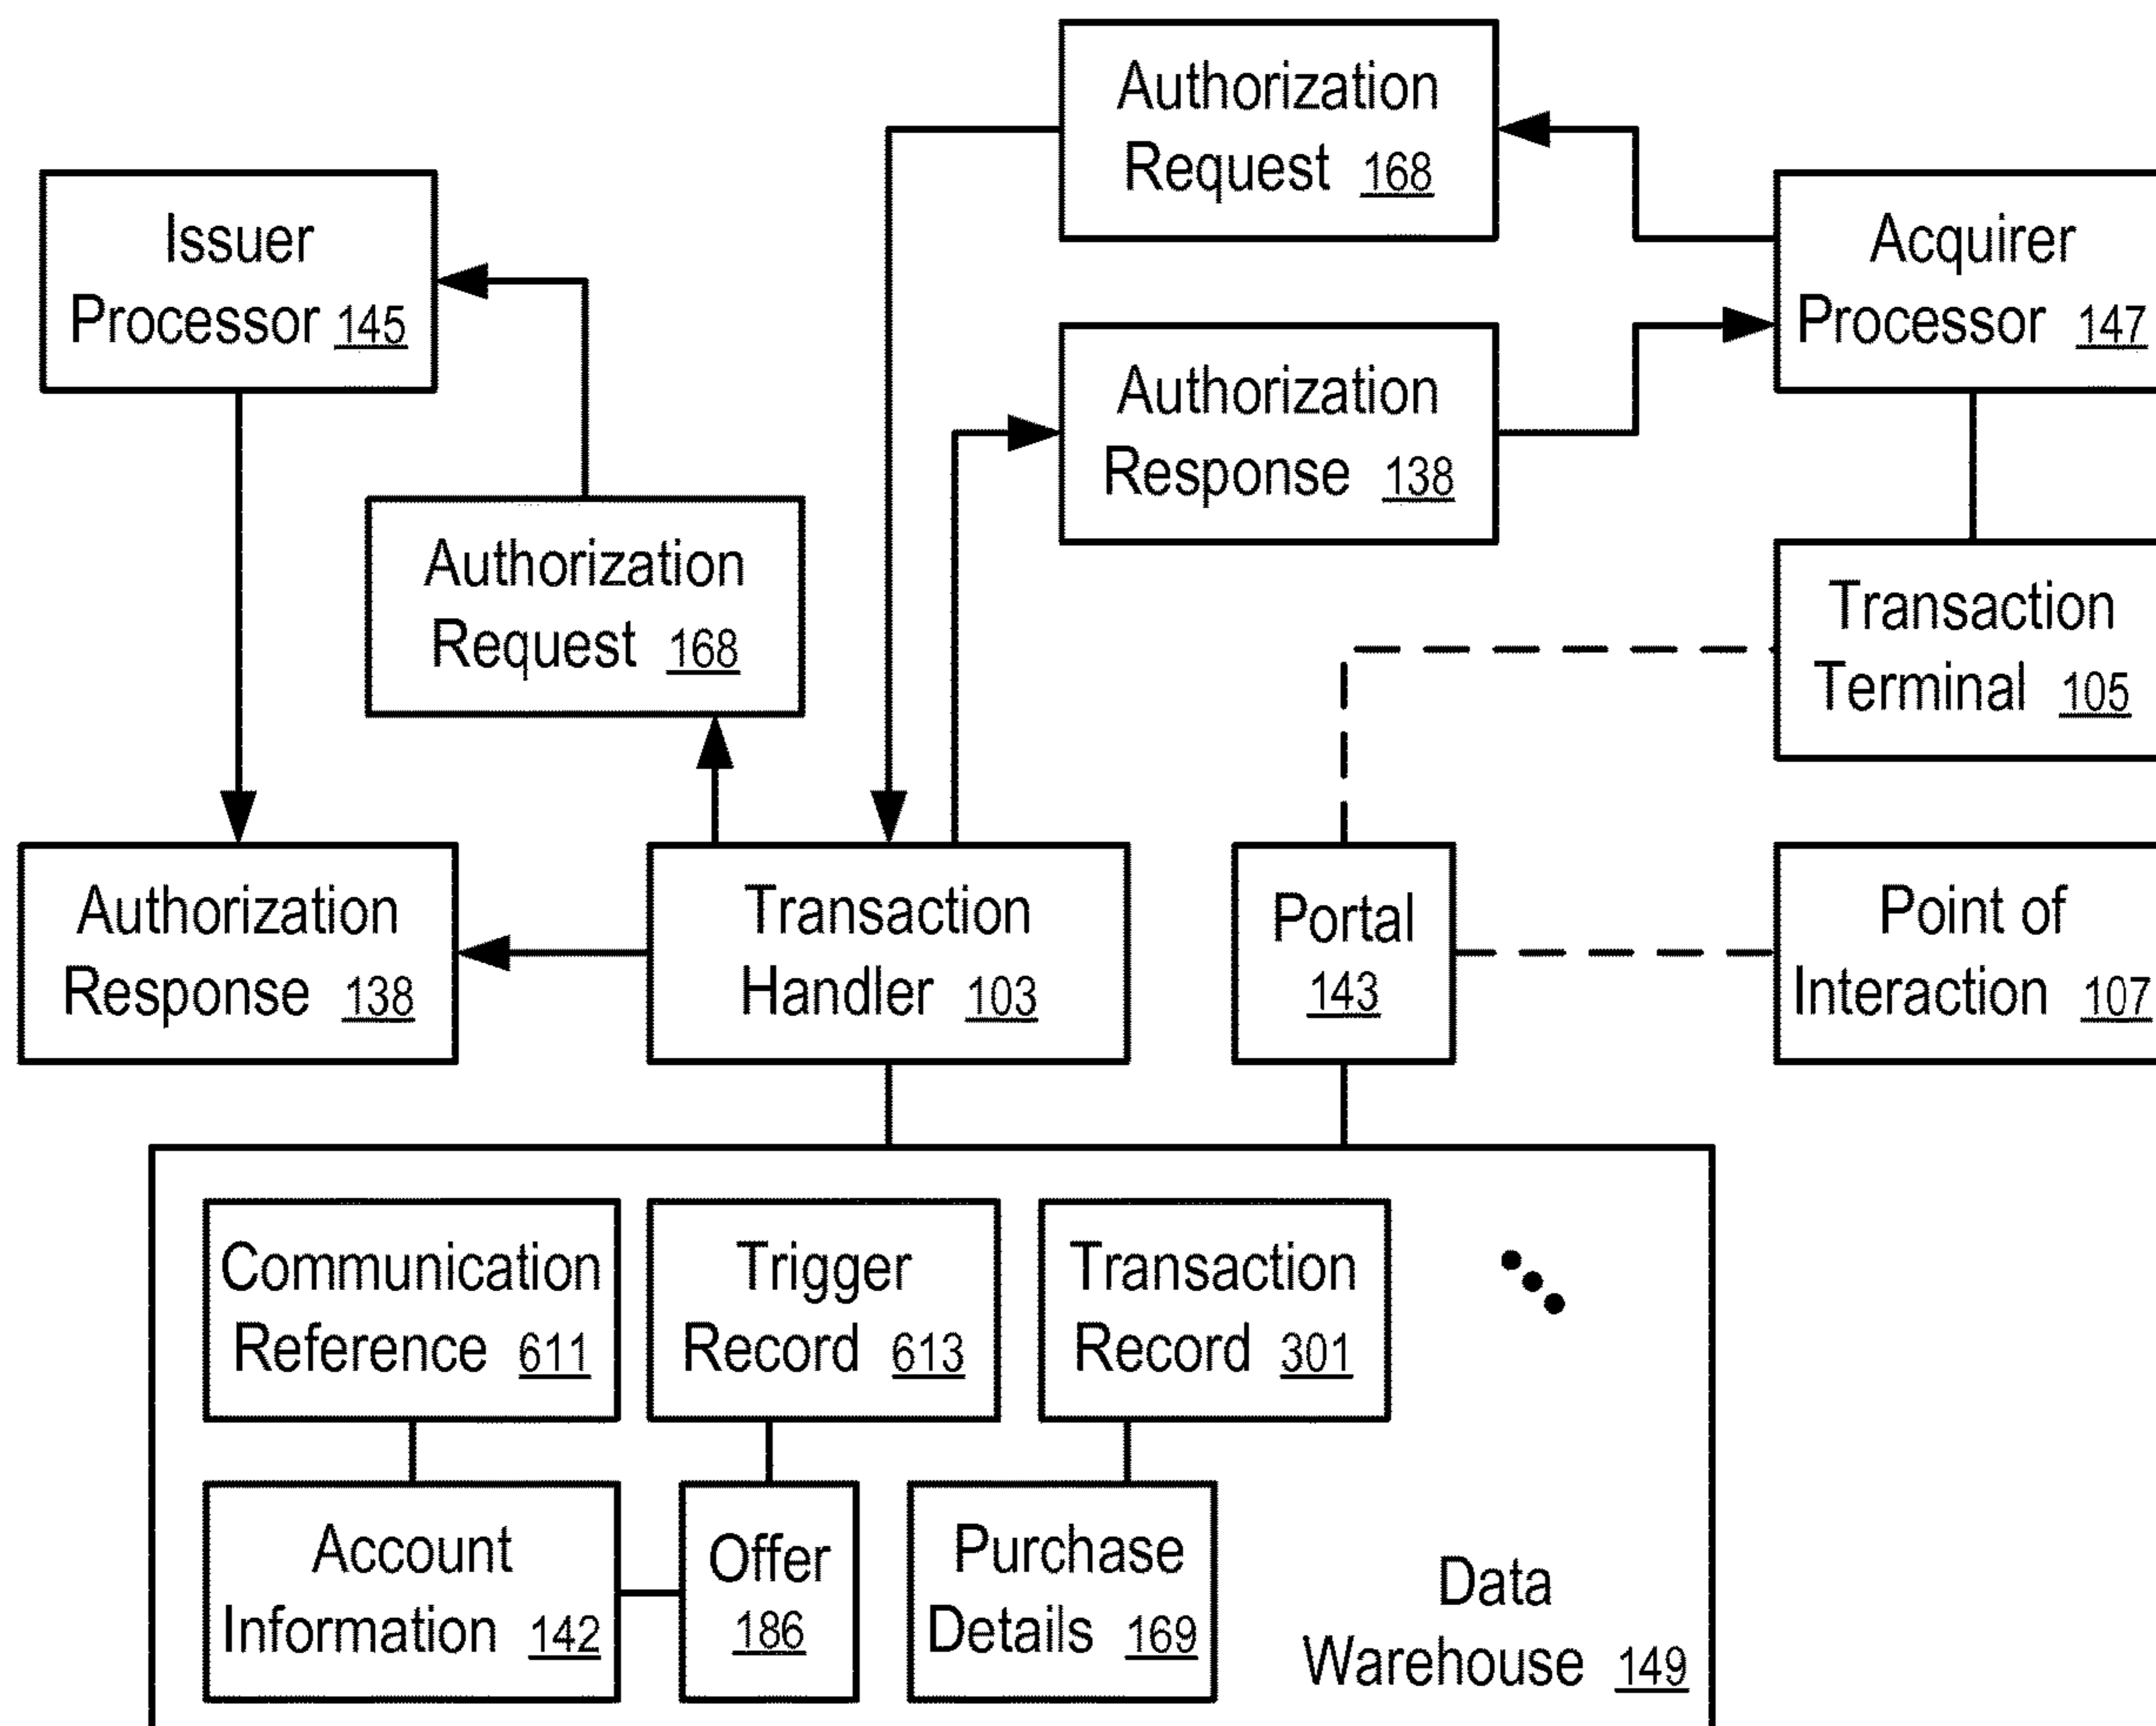 Authorization
Request 168
Issuer
Processor 145
Acquirer
Processor 147
Authorization
Response 138
Authorization
Request 168
Transaction
Terminal 105
Authorization
Response 138
Transaction
Handler 103
Portal
143
Point of
Interaction 107
Communication
Reference 611
Trigger
Record 613
Transaction
Record 301
Account
Information 142
Offer
186
Purchase
Details 169
Data
Warehouse 149